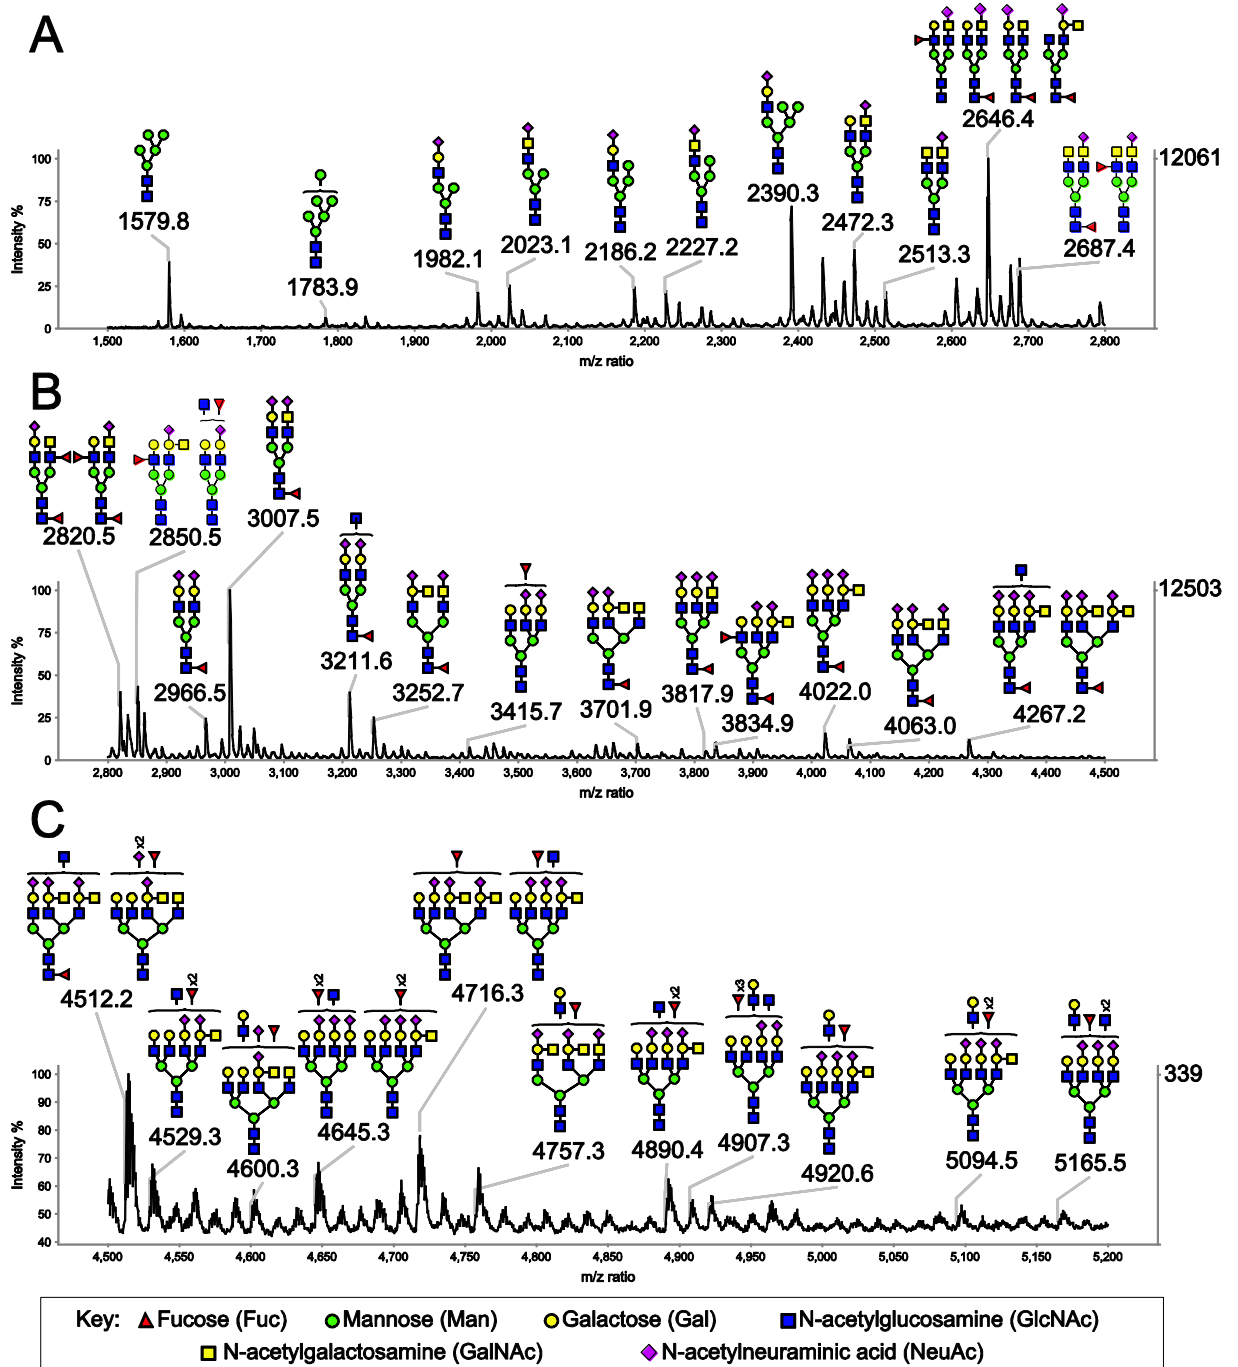 A
2646.4
2390.3
2472.3
2513.3
2687.4
12061
1579.8
1783.9
1982.1
2023.1
2186.2
2227.2
Intensity %
100
75
50
25
0
1,500 1,600 1,700 1,800 1,900 2,000 2,100 2,200 2,300 2,400 2,500 2,600 2,700 2,800
m/z ratio
B
2820.5
2850.5
3007.5
2966.5
3211.6
3252.7
3415.7
3701.9
3817.9
3834.9
4022.0
4063.0
4267.2
12503
Intensity %
100
75
50
25
0
2,800 2,900 3,000 3,100 3,200 3,300 3,400 3,500 3,600 3,700 3,800 3,900 4,000 4,100 4,200 4,300 4,400 4,500
m/z ratio
C
x2
4512.2
x2
4529.3
4600.3
x2
4645.3
x2
4716.3
4757.3
x2
4890.4
x3
4907.3
4920.6
x2
5094.5
x2
5165.5
339
Intensity %
100
90
80
70
60
50
40
4,500 4,550 4,600 4,650 4,700 4,750 4,800 4,850 4,900 4,950 5,000 5,050 5,100 5,150 5,200
m/z ratio
Key: Fucose (Fuc) Mannose (Man) Galactose (Gal) N-acetylglucosamine (GlcNAc)
N-acetylgalactosamine (GalNAc) N-acetylneuraminic acid (NeuAc)